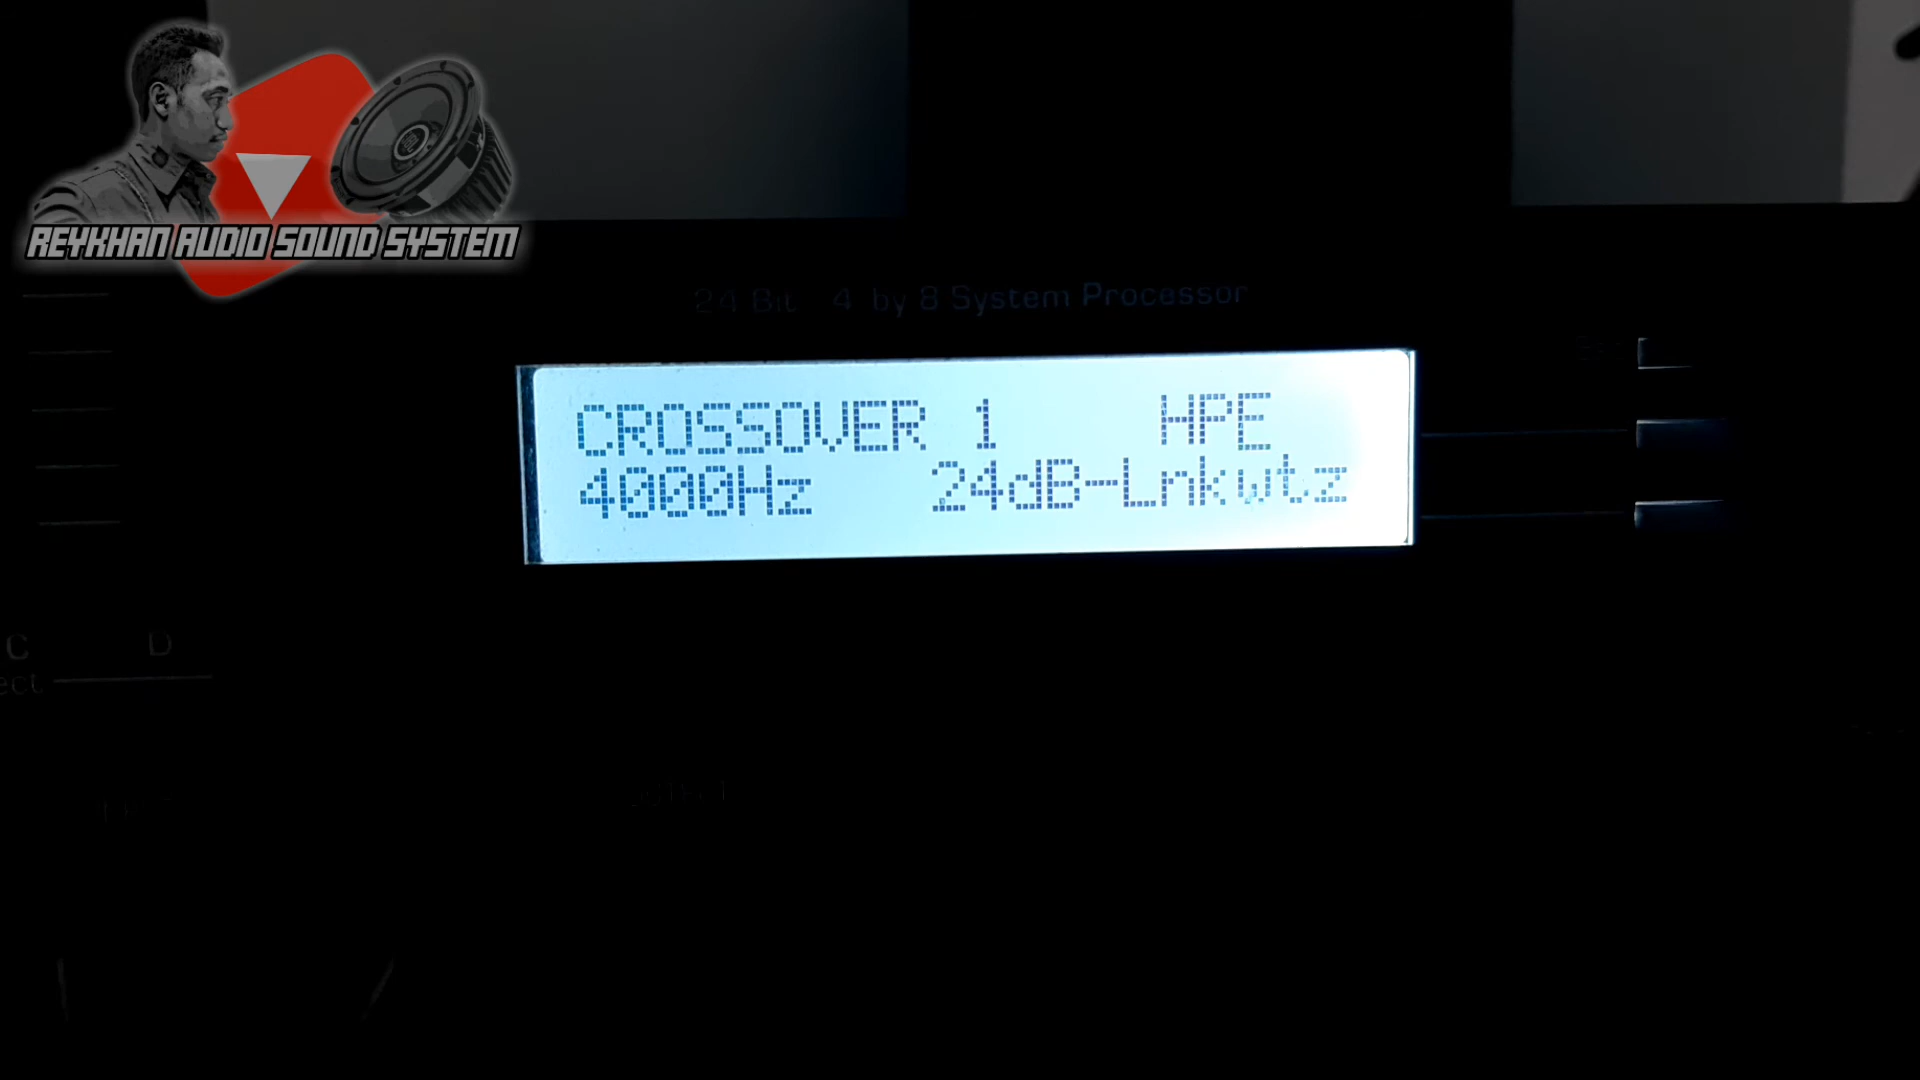 REYKHAN AUDIO SOUND SYSTEM
24 Bit 4 by 8 System Processor
CROSSOVER 1 HPE
4000Hz 24dB-Lnkwtz
C D